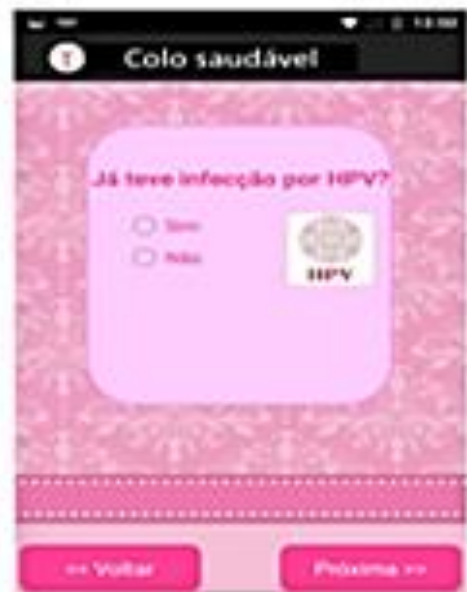 Colo saudável
Já teve infecção por HPV?
Sim
Não
HPV
<< Voltar
Próxima >>